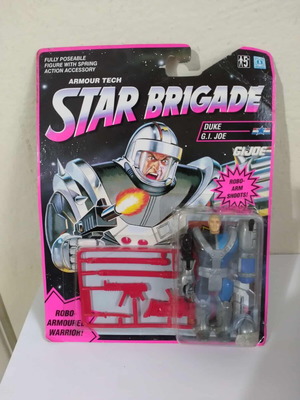 FULLY POSEABLE
FIGURE WITH SPRING
ACTION ACCESSORY
ARMOUR TECH
STAR BRIGADE
DUKE
G.I. JOE
G.I. JOE
ROBO
ARM
SHOOTS!
ROBO
ARMOURED
WARRIOR!